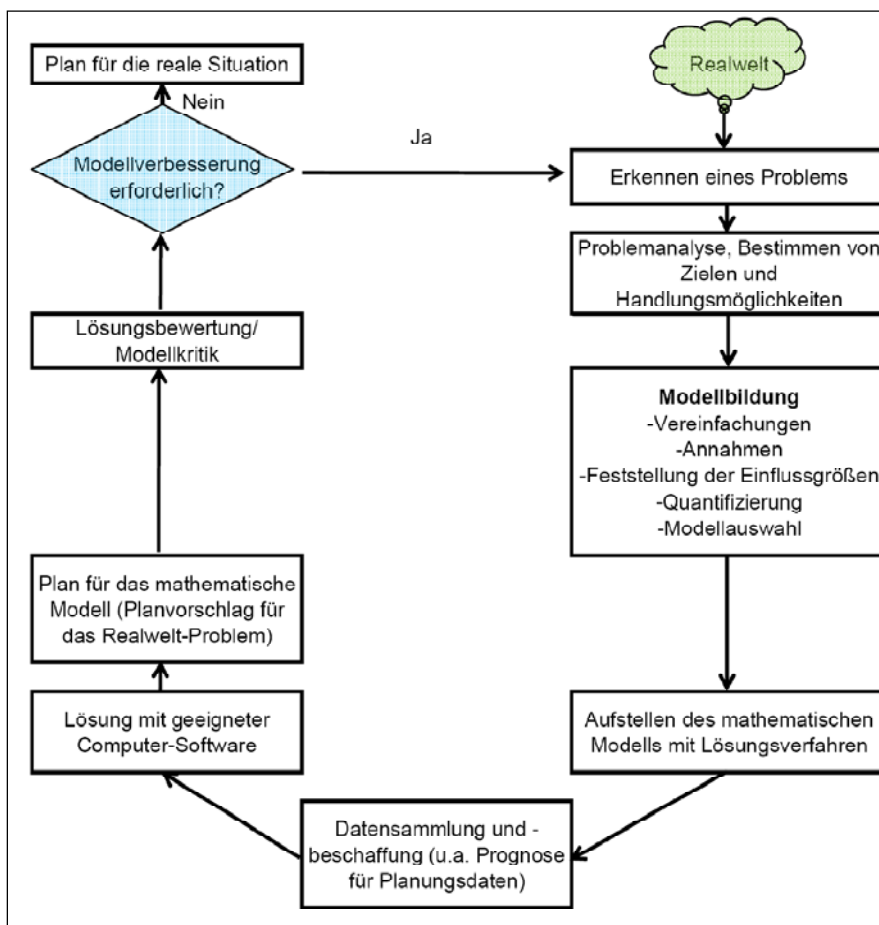 Realwelt
Erkennen eines Problems
Problemanalyse, Bestimmen von
Zielen und
Handlungsmöglichkeiten
Modellbildung
-Vereinfachungen
-Annahmen
-Feststellung der Einflussgrößen
-Quantifizierung
-Modellauswahl
Aufstellen des mathematischen
Modells mit Lösungsverfahren
Datensammlung und -
beschaffung (u.a. Prognose
für Planungsdaten)
Lösung mit geeigneter
Computer-Software
Plan für das mathematische
Modell (Planvorschlag für
das Realwelt-Problem)
Lösungsbewertung/
Modellkritik
Modellverbesserung
erforderlich?
Ja
Nein
Plan für die reale Situation